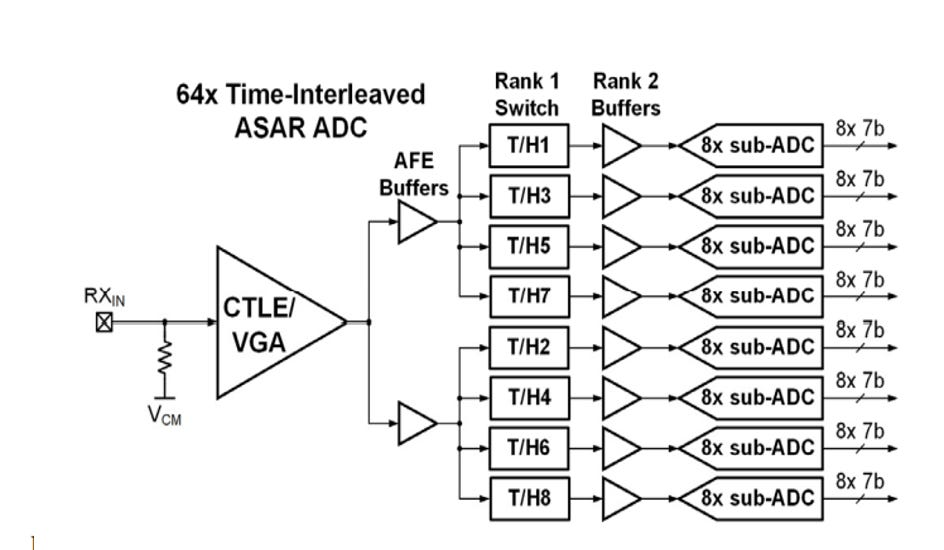 64x Time-Interleaved
ASAR ADC
Rank 1
Switch
Rank 2
Buffers
AFE
Buffers
RXIN
VCM
CTLE/
VGA
T/H1
8x sub-ADC
8x 7b
T/H3
8x sub-ADC
8x 7b
T/H5
8x sub-ADC
8x 7b
T/H7
8x sub-ADC
8x 7b
T/H2
8x sub-ADC
8x 7b
T/H4
8x sub-ADC
8x 7b
T/H6
8x sub-ADC
8x 7b
T/H8
8x sub-ADC
8x 7b